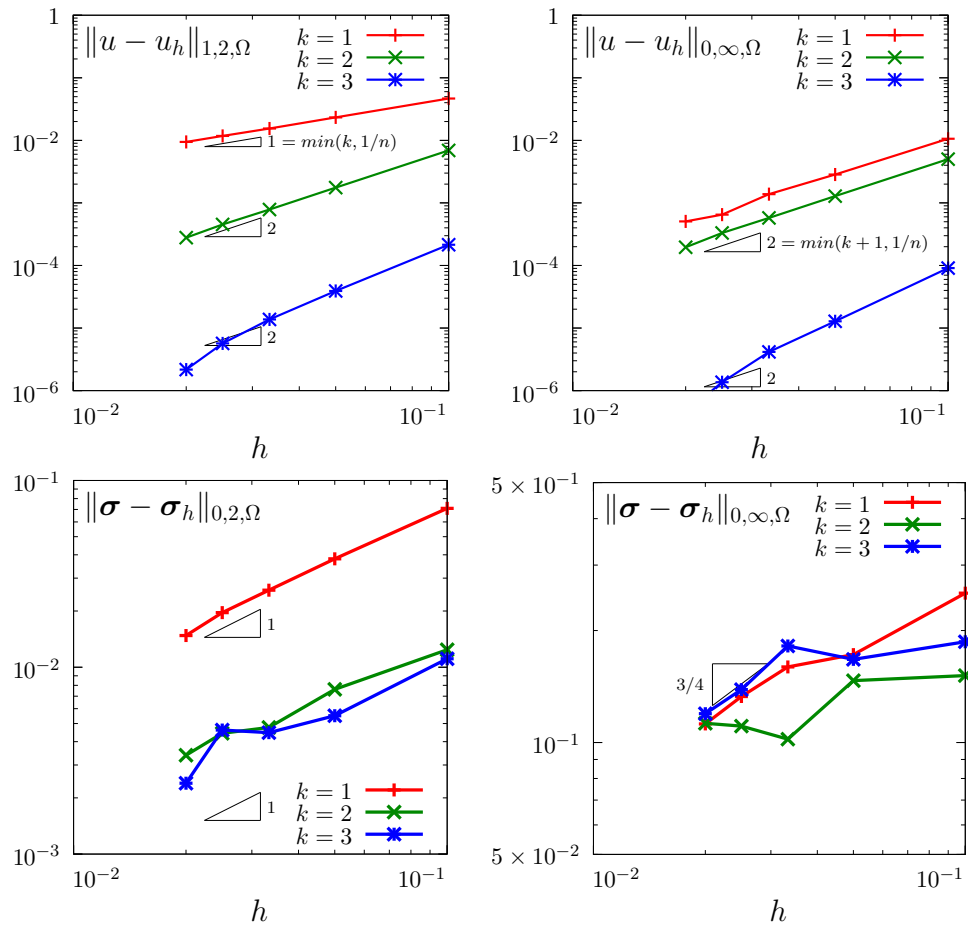 1
10^{-2}
10^{-4}
10^{-6}
‖u − u_h‖_{1,2,Ω}
k = 1
k = 2
k = 3
1 = min(k, 1/n)
2
2
10^{-2}
10^{-1}
h
1
10^{-2}
10^{-4}
10^{-6}
‖u − u_h‖_{0,∞,Ω}
k = 1
k = 2
k = 3
2 = min(k + 1, 1/n)
2
10^{-2}
10^{-1}
h
10^{-1}
10^{-2}
10^{-3}
‖σ − σ_h‖_{0,2,Ω}
1
1
k = 1
k = 2
k = 3
10^{-2}
10^{-1}
h
5 × 10^{-1}
10^{-1}
5 × 10^{-2}
‖σ − σ_h‖_{0,∞,Ω}
k = 1
k = 2
k = 3
3/4
10^{-2}
10^{-1}
h